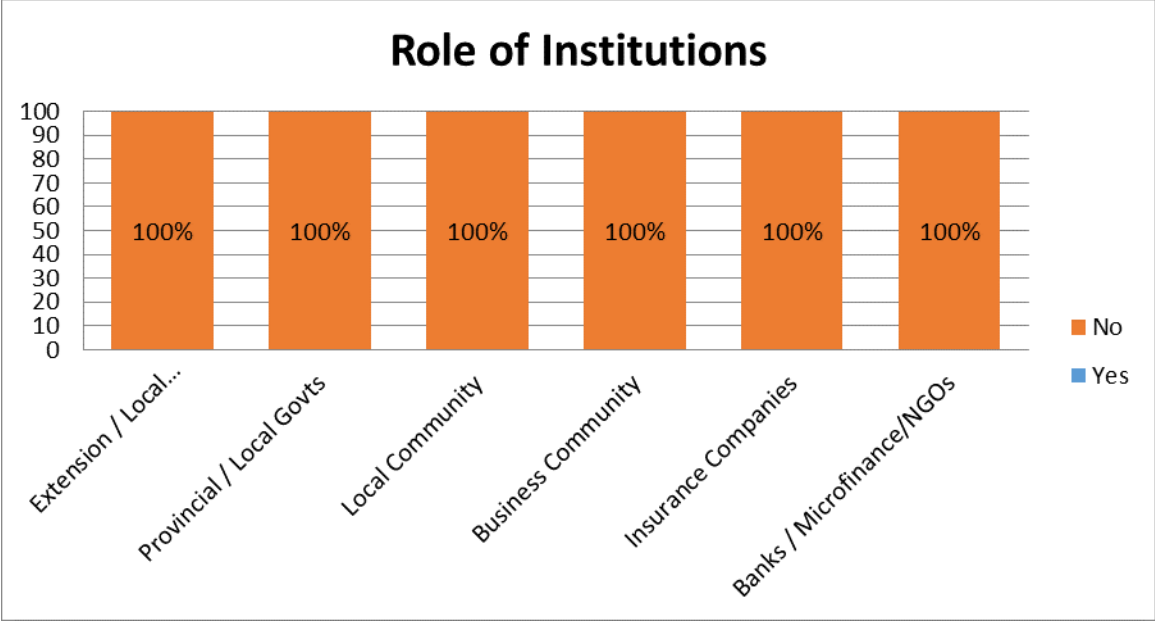 Role of Institutions
100
90
80
70
60
50
40
30
20
10
0
100%
100%
100%
100%
100%
100%
Extension / Local...
Provincial / Local Govts
Local Community
Business Community
Insurance Companies
Banks / Microfinance/NGOs
No
Yes